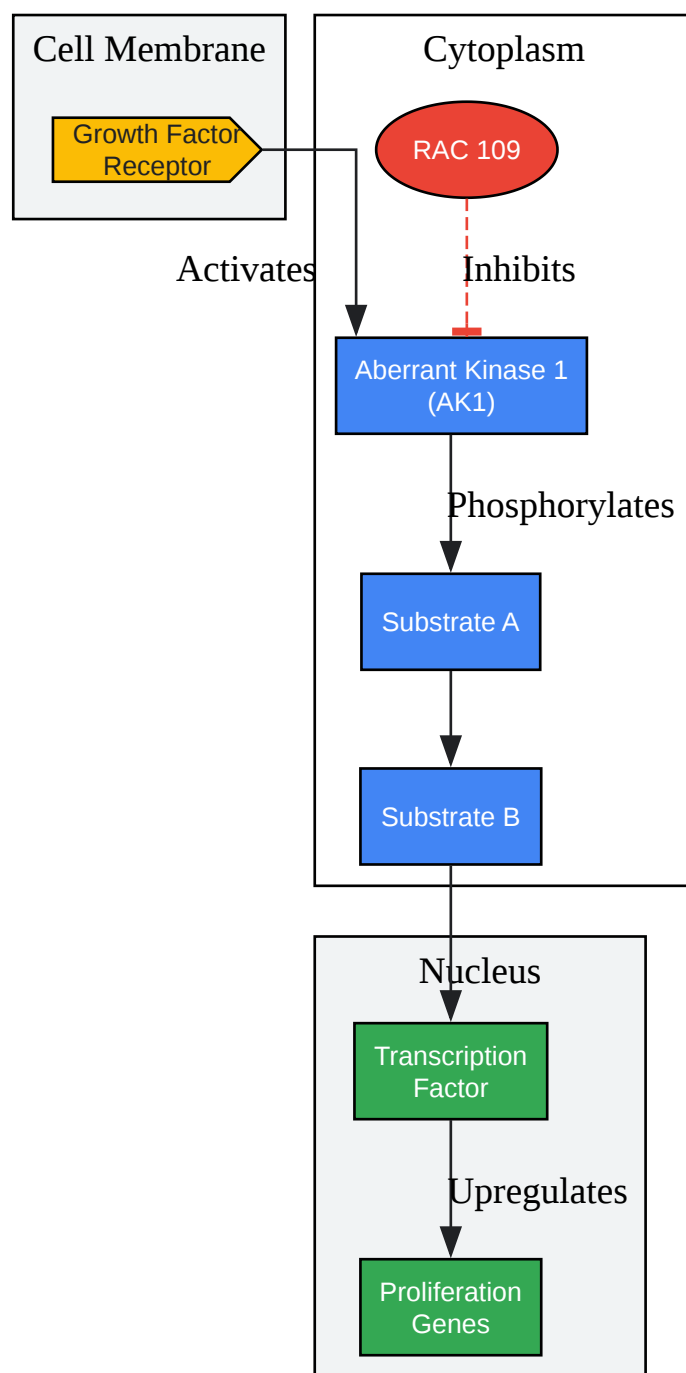 Cell Membrane
Cytoplasm
Growth Factor
Receptor
RAC 109
Activates
Inhibits
Aberrant Kinase 1
(AK1)
Phosphorylates
Substrate A
Substrate B
Nucleus
Transcription
Factor
Upregulates
Proliferation
Genes